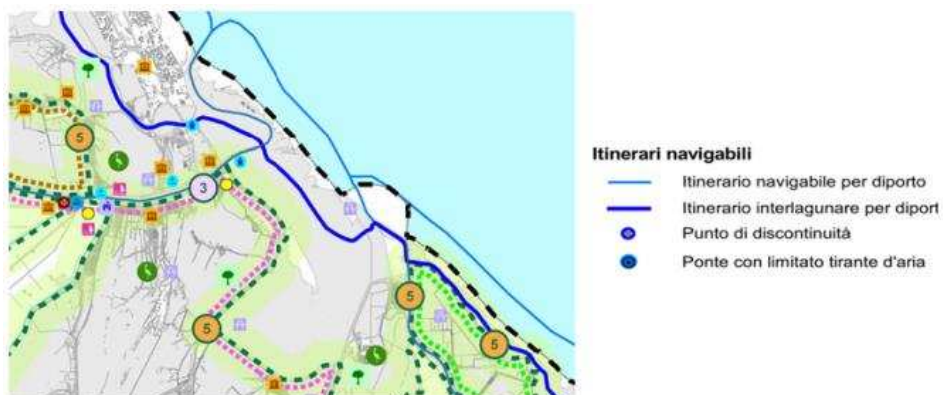 5
3
5
5
5
Itinerari navigabili
Itinerario navigabile per diporto
Itinerario interlagunare per diport
Punto di discontinuità
Ponte con limitato tirante d'aria